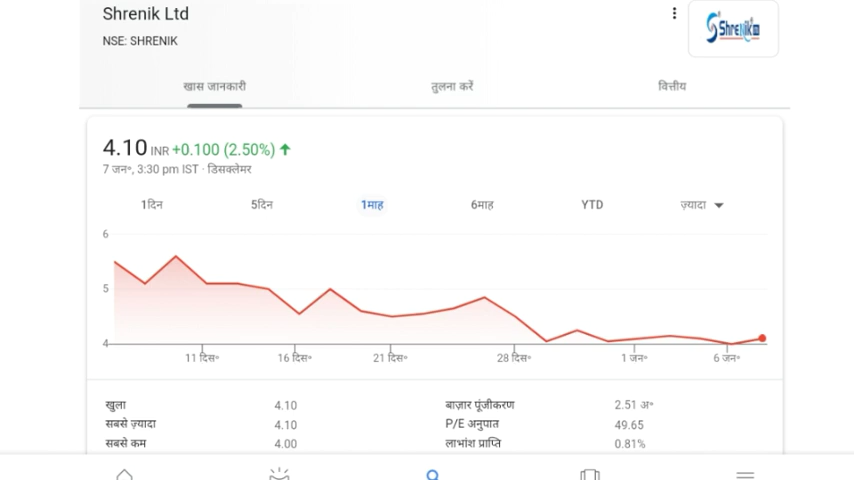 Shrenik Ltd
NSE: SHRENIK
ShreNik
खास जानकारी तुलना करें वित्तीय
4.10 INR +0.100 (2.50%) ↑
7 जन॰, 3:30 pm IST · डिसक्लेमर
1दिन 5दिन 1माह 6माह YTD ज़्यादा
6
5
4
11 दिस॰ 16 दिस॰ 21 दिस॰ 28 दिस॰ 1 जन॰ 6 जन॰
खुला 4.10 बाज़ार पूंजीकरण 2.51 अ॰
सबसे ज़्यादा 4.10 P/E अनुपात 49.65
सबसे कम 4.00 लाभांश प्राप्ति 0.81%